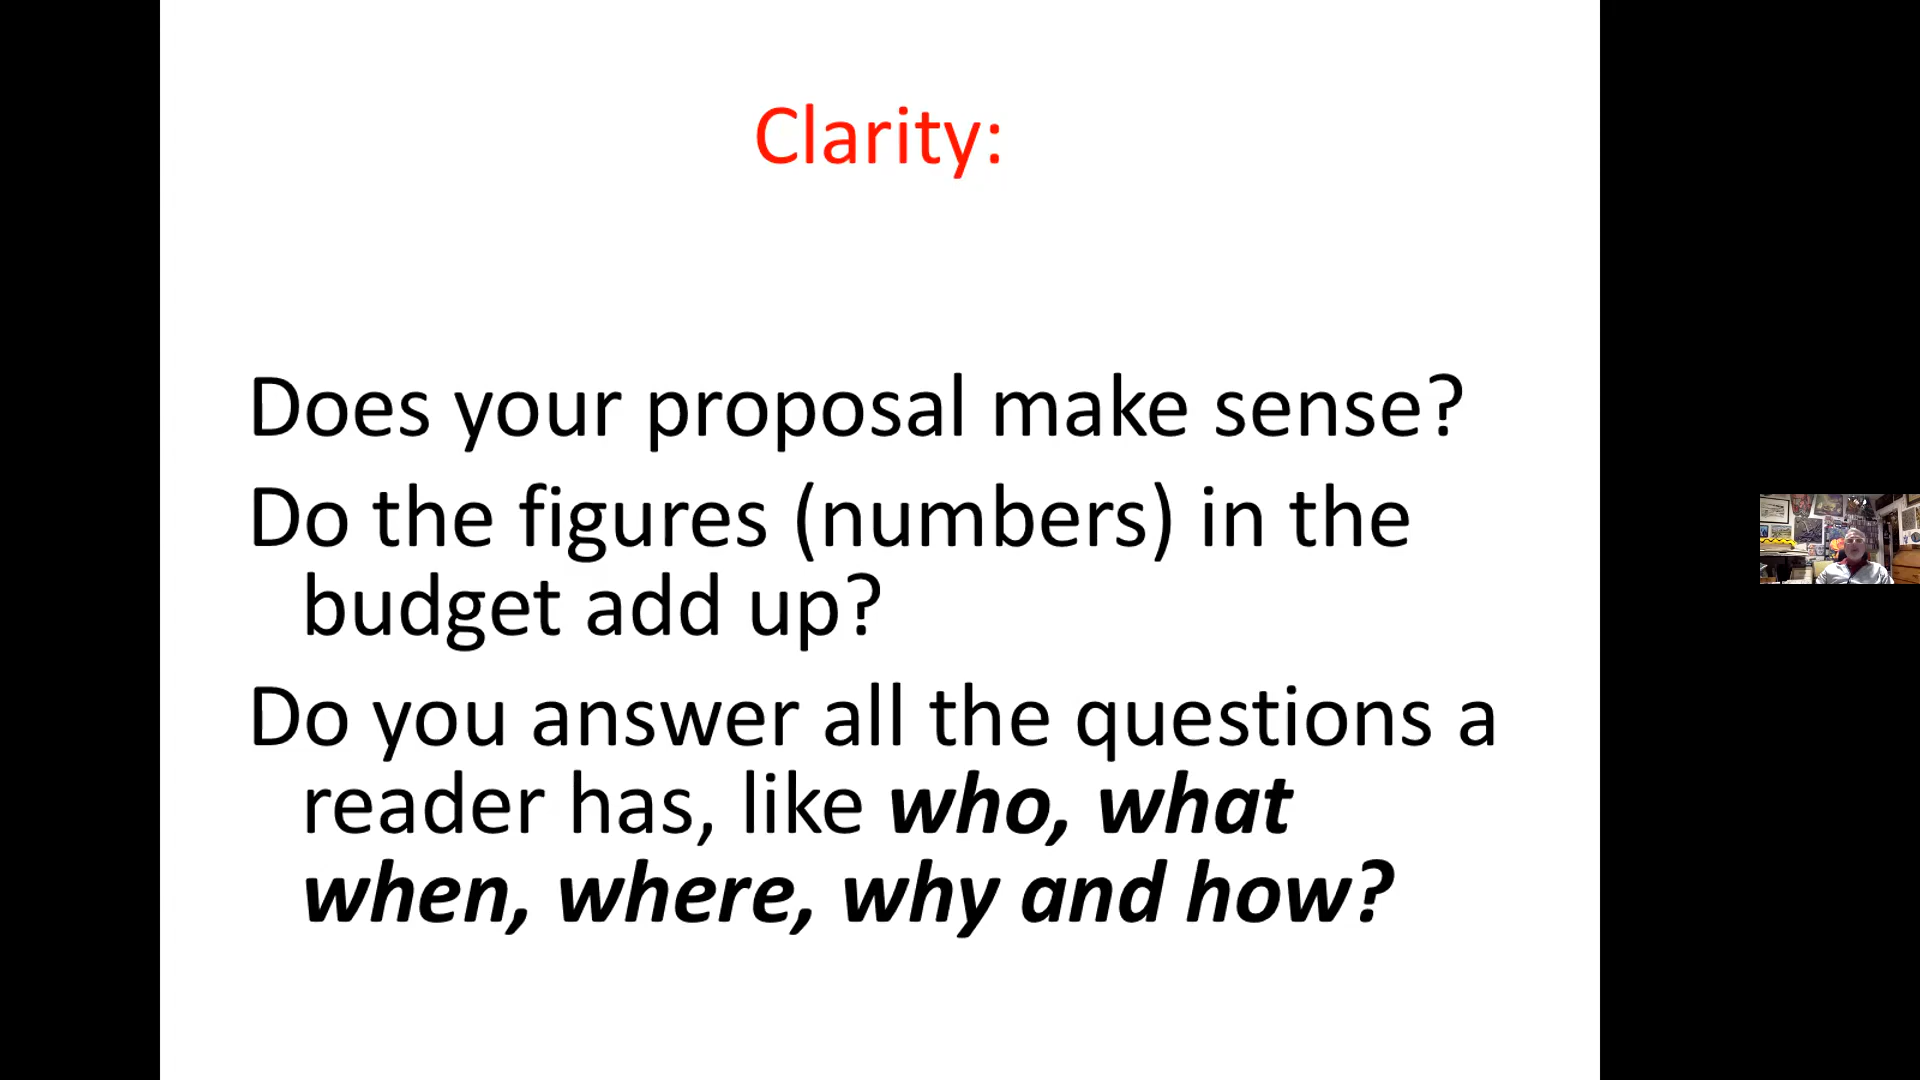 Clarity:
Does your proposal make sense?
Do the figures (numbers) in the
budget add up?
Do you answer all the questions a
reader has, like who, what
when, where, why and how?